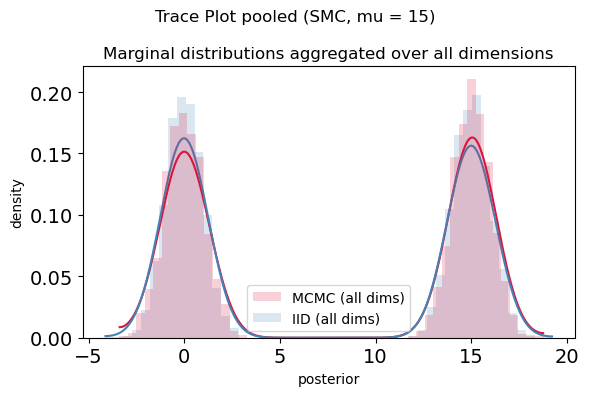 Trace Plot pooled (SMC, mu = 15)
Marginal distributions aggregated over all dimensions
density
0.20
0.15
0.10
0.05
0.00
MCMC (all dims)
IID (all dims)
−5 0 5 10 15 20
posterior